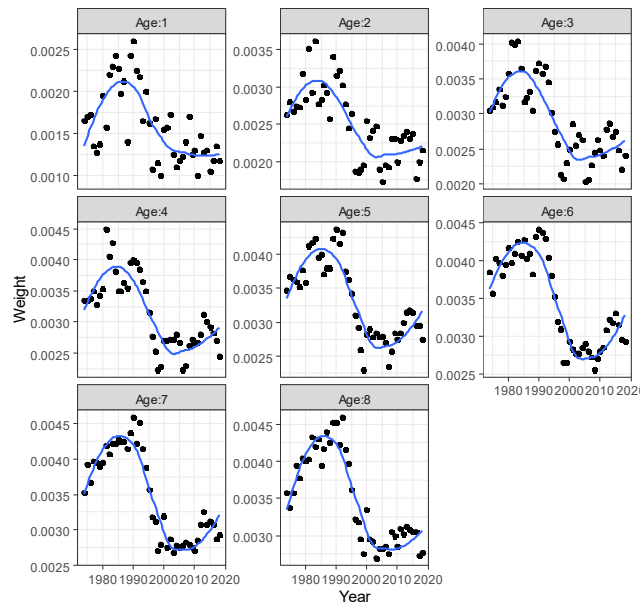 Age:1 Age:2 Age:3
0.0025 0.0035 0.0040
0.0020 0.0030 0.0035
0.0015 0.0025 0.0030
0.0010 0.0020 0.0025
0.0020
Age:4 Age:5 Age:6
0.0045 0.0045 0.0045
0.0040 0.0040 0.0040
0.0035 0.0035 0.0035
0.0030 0.0030 0.0030
0.0025 0.0025 0.0025
1980 1990 2000 2010 2020
Weight
Age:7 Age:8
0.0045 0.0045
0.0040 0.0040
0.0035 0.0035
0.0030 0.0030
0.0025
1980 1990 2000 2010 2020 1980 1990 2000 2010 2020
Year